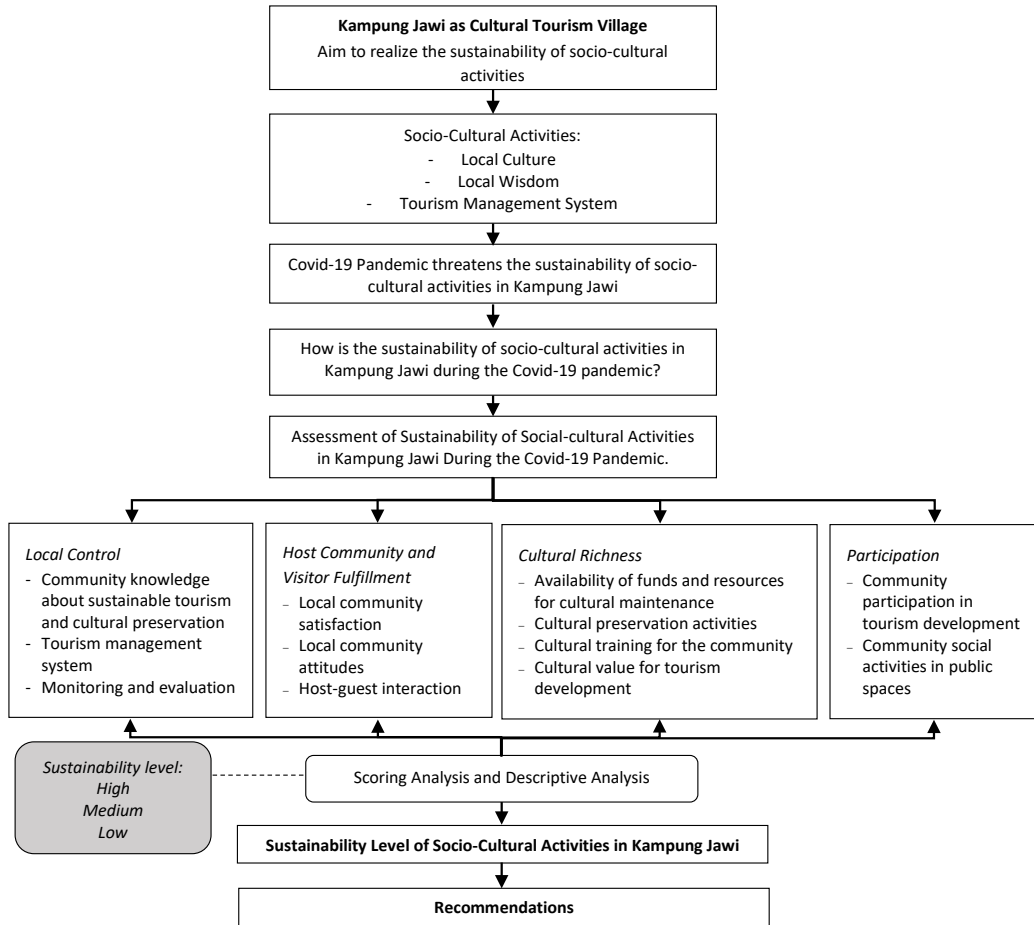 Kampung Jawi as Cultural Tourism Village
Aim to realize the sustainability of socio-cultural
activities
Socio-Cultural Activities:
- Local Culture
- Local Wisdom
- Tourism Management System
Covid-19 Pandemic threatens the sustainability of socio-
cultural activities in Kampung Jawi
How is the sustainability of socio-cultural activities in
Kampung Jawi during the Covid-19 pandemic?
Assessment of Sustainability of Social-cultural Activities
in Kampung Jawi During the Covid-19 Pandemic.
Local Control
- Community knowledge
about sustainable tourism
and cultural preservation
- Tourism management
system
- Monitoring and evaluation
Host Community and
Visitor Fulfillment
- Local community
satisfaction
- Local community
attitudes
- Host-guest interaction
Cultural Richness
- Availability of funds and resources
for cultural maintenance
- Cultural preservation activities
- Cultural training for the community
- Cultural value for tourism
development
Participation
- Community
participation in
tourism development
- Community social
activities in public
spaces
Sustainability level:
High
Medium
Low
Scoring Analysis and Descriptive Analysis
Sustainability Level of Socio-Cultural Activities in Kampung Jawi
Recommendations